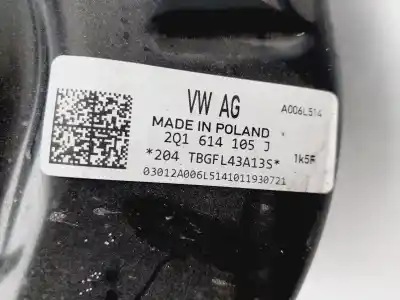 VW AG
A006L514
MADE IN POLAND
2Q1 614 105 J
*204 TBGFL43A13S*
1k5F
03012A006L5141011930721